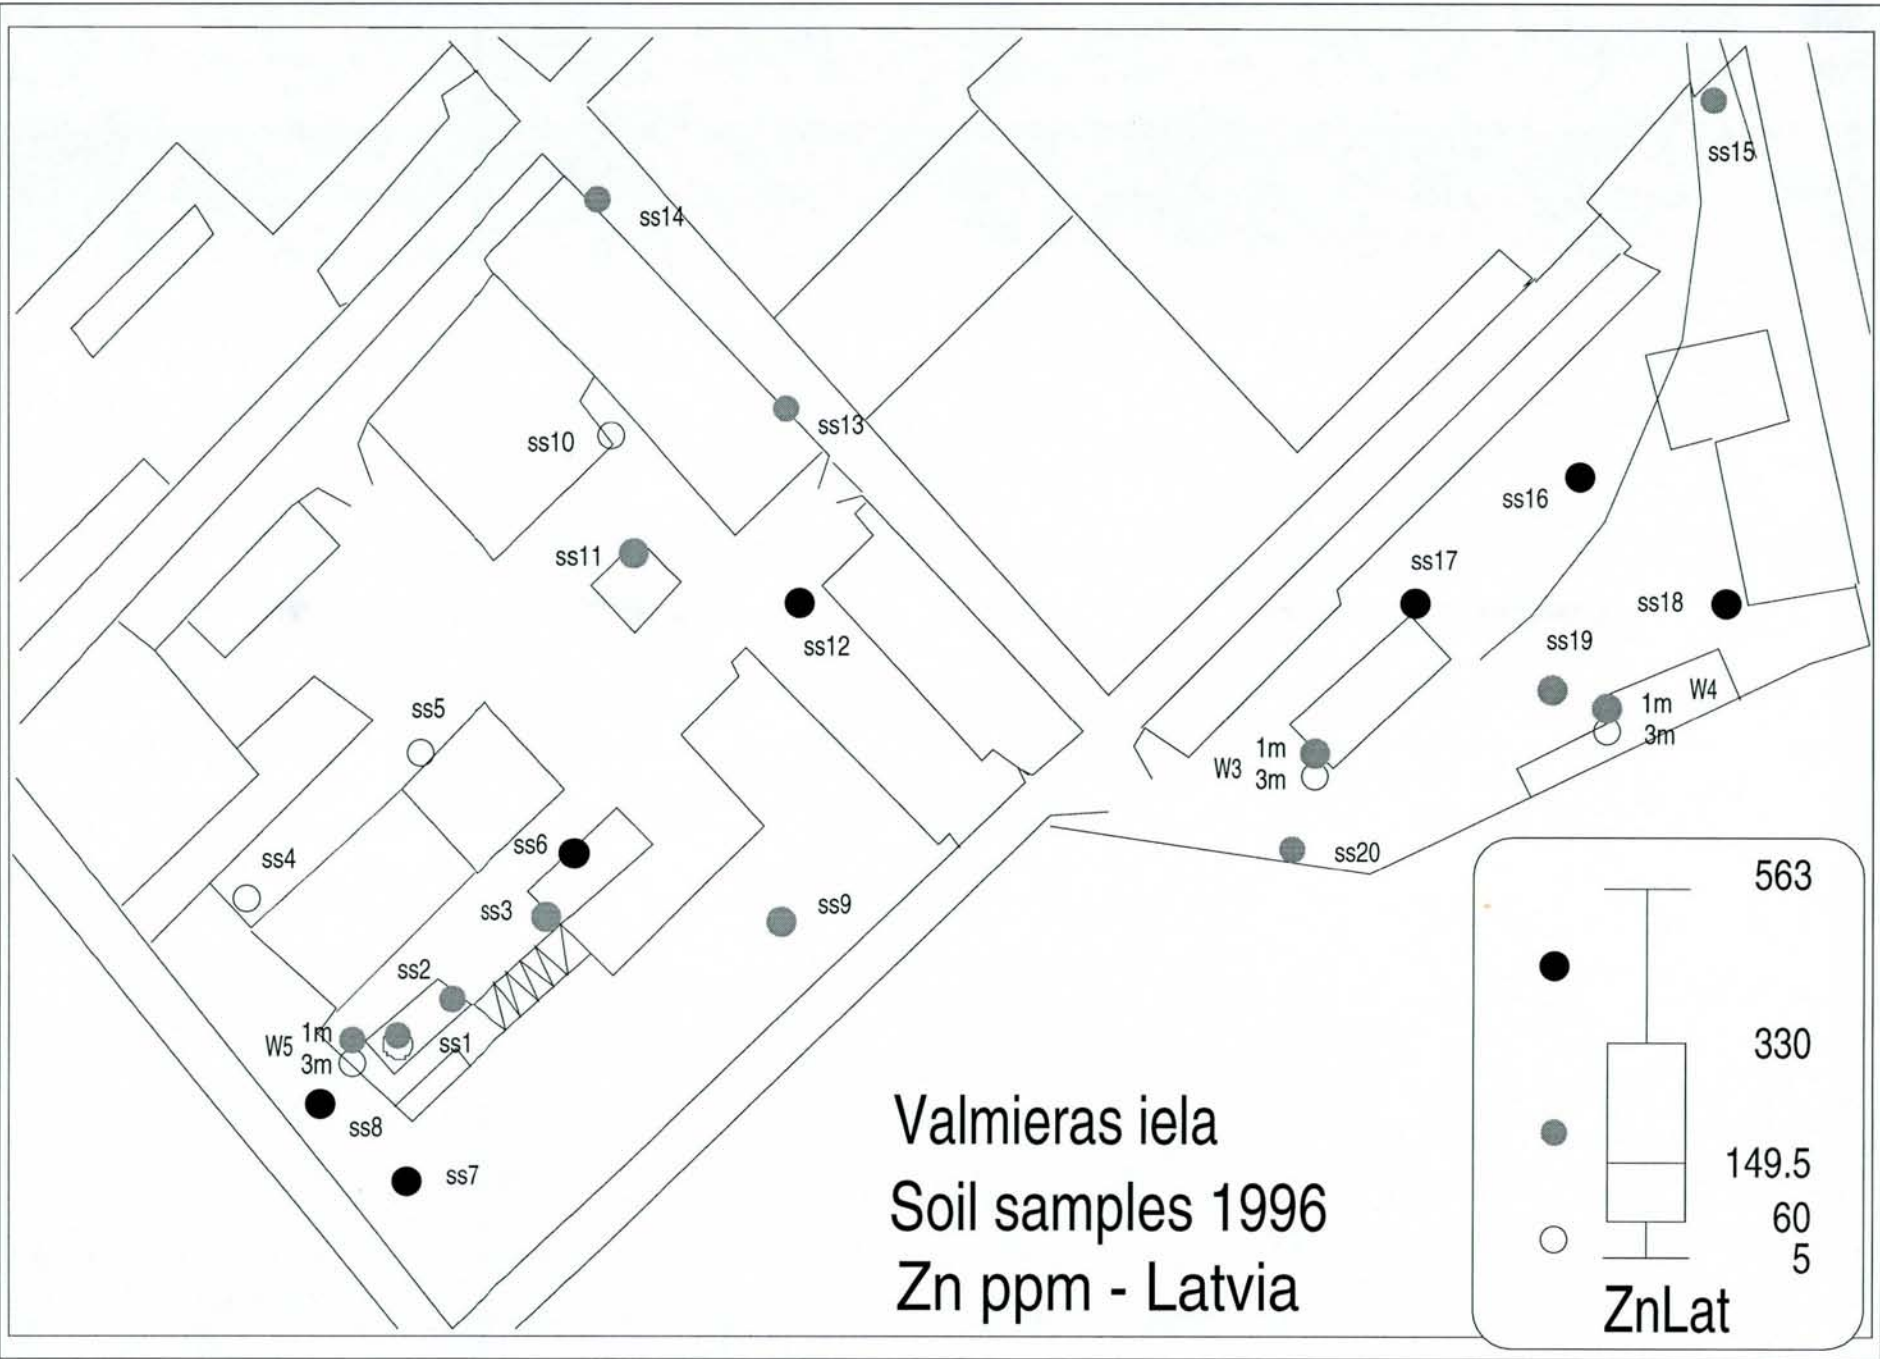 ss15
ss14
ss13
ss10
ss16
ss11
ss17
ss12
ss18
ss19
ss5
W4
1m
3m
1m
W3
3m
ss6
ss20
ss4
ss3
ss9
ss2
1m
W5
ss1
3m
ss8
ss7
Valmieras iela
Soil samples 1996
Zn ppm - Latvia
563
330
149.5
60
5
ZnLat